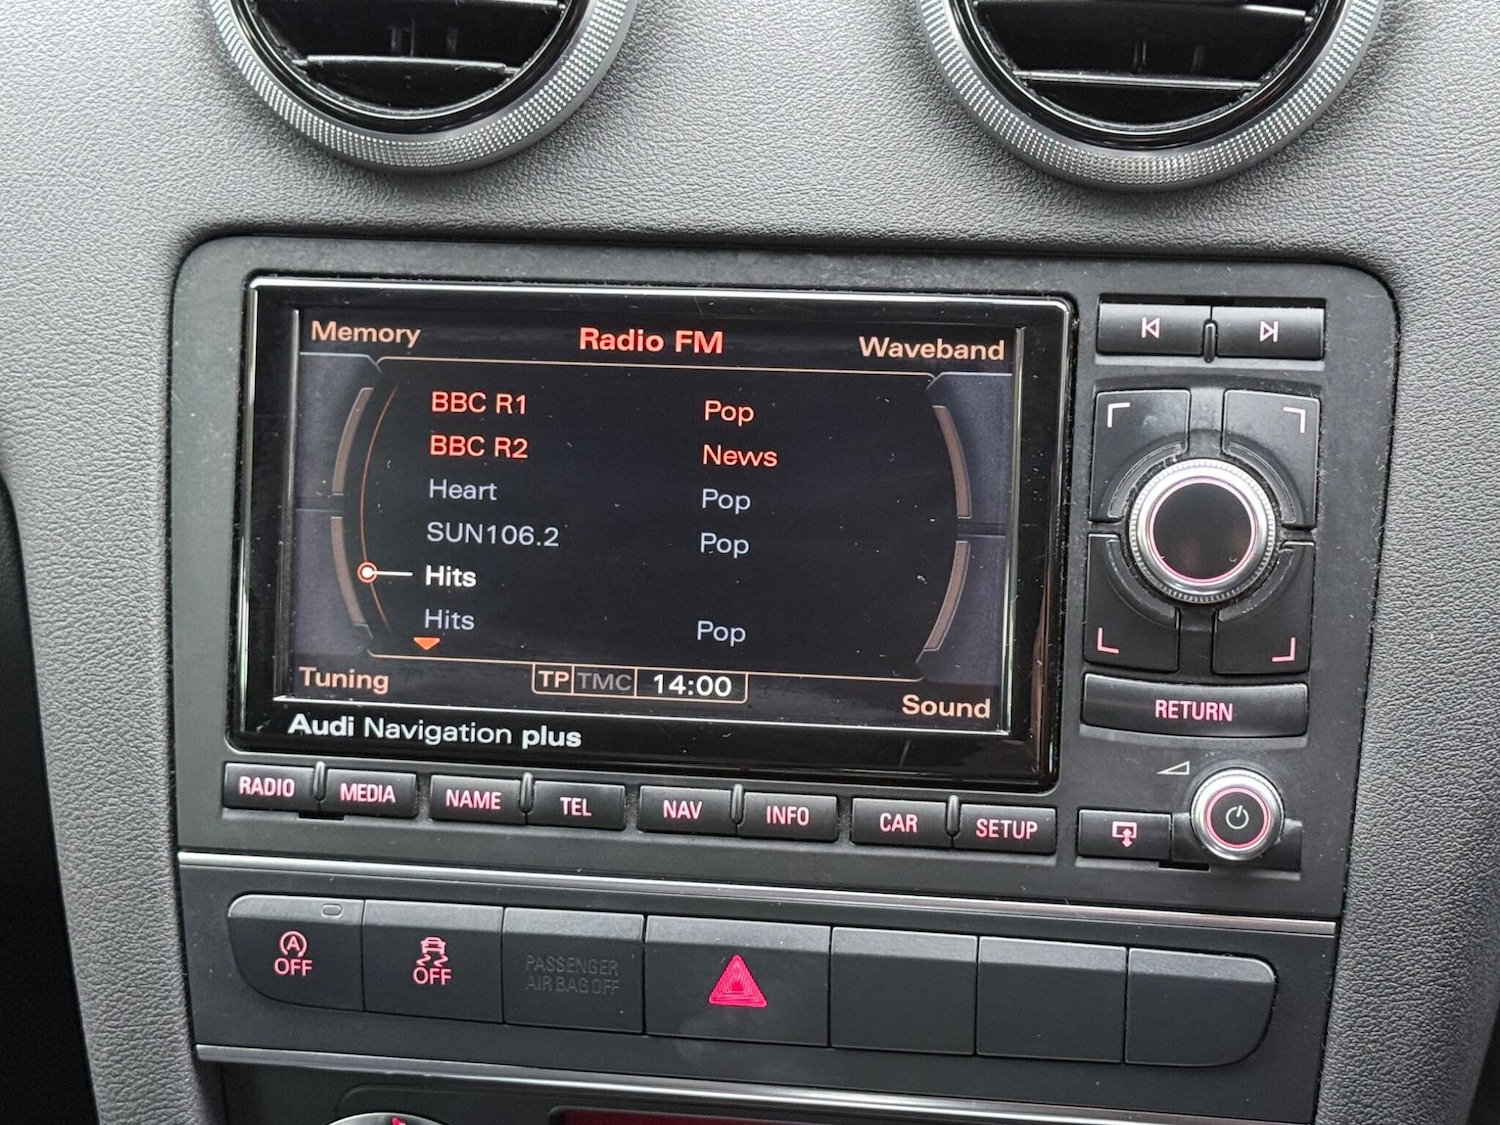 Memory Radio FM Waveband
BBC R1 Pop
BBC R2 News
Heart Pop
SUN106.2 Pop
Hits
Hits Pop
Tuning TP TMC 14:00 Sound
Audi Navigation plus
RETURN
RADIO MEDIA NAME TEL NAV INFO CAR SETUP
A
OFF OFF
PASSENGER
AIR BAG OFF